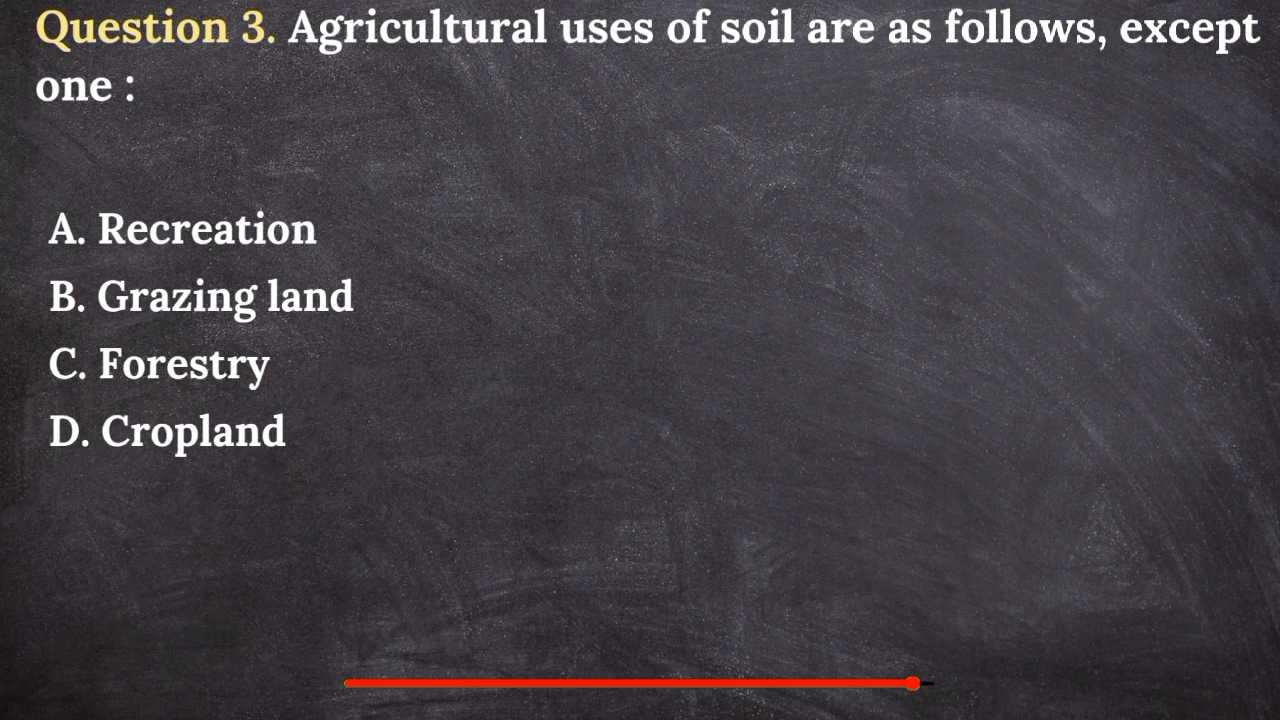 Question 3. Agricultural uses of soil are as follows, except
one :
A. Recreation
B. Grazing land
C. Forestry
D. Cropland